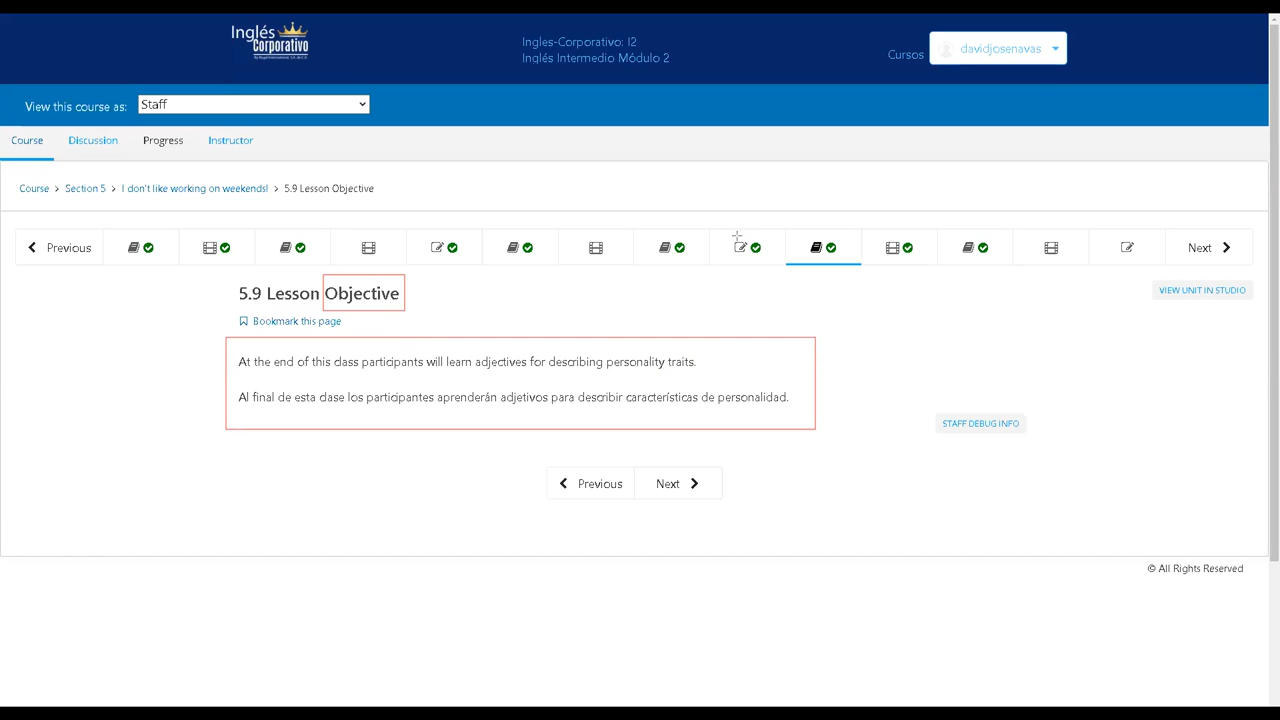 Inglés
Corporativo
Ingles-Corporativo: I2
Inglés Intermedio Módulo 2
Cursos
davidjosenavas
View this course as:
Staff
Course
Discussion
Progress
Instructor
Course > Section 5 > I don't like working on weekends! > 5.9 Lesson Objective
Previous
Next
5.9 Lesson Objective
VIEW UNIT IN STUDIO
Bookmark this page
At the end of this class participants will learn adjectives for describing personality traits.
Al final de esta clase los participantes aprenderán adjetivos para describir características de personalidad.
STAFF DEBUG INFO
Previous
Next
© All Rights Reserved